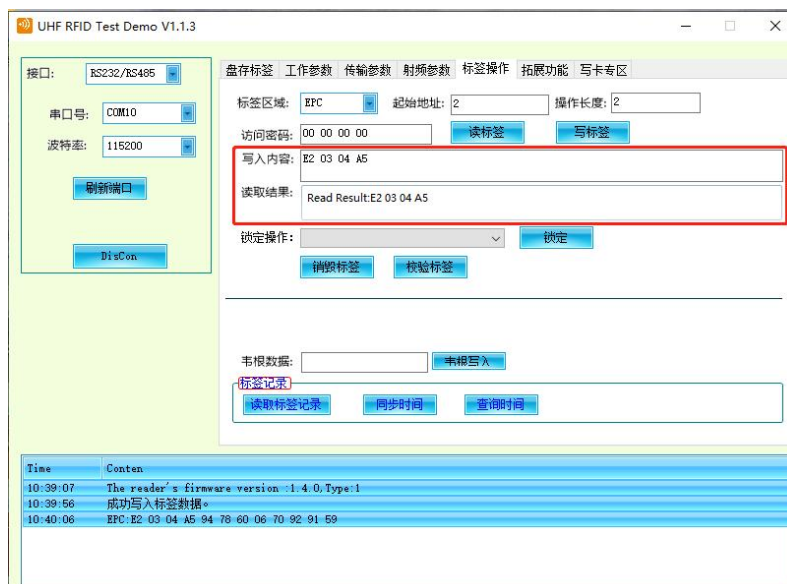 UHF RFID Test Demo V1.1.3
接口: RS232/RS485
串口号: COM10
波特率: 115200
刷新端口
DisCon
盘存标签 工作参数 传输参数 射频参数 标签操作 拓展功能 写卡专区
标签区域: EPC 起始地址: 2 操作长度: 2
访问密码: 00 00 00 00 读标签 写标签
写入内容: E2 03 04 A5
读取结果: Read Result:E2 03 04 A5
锁定操作: 锁定
销毁标签 校验标签
韦根数据: 韦根写入
标签记录
读取标签记录 同步时间 查询时间
Time Conten
10:39:07 The reader's firmware version :1.4.0,Type:1
10:39:56 成功写入标签数据。
10:40:06 EPC:E2 03 04 A5 94 78 60 06 70 92 91 59